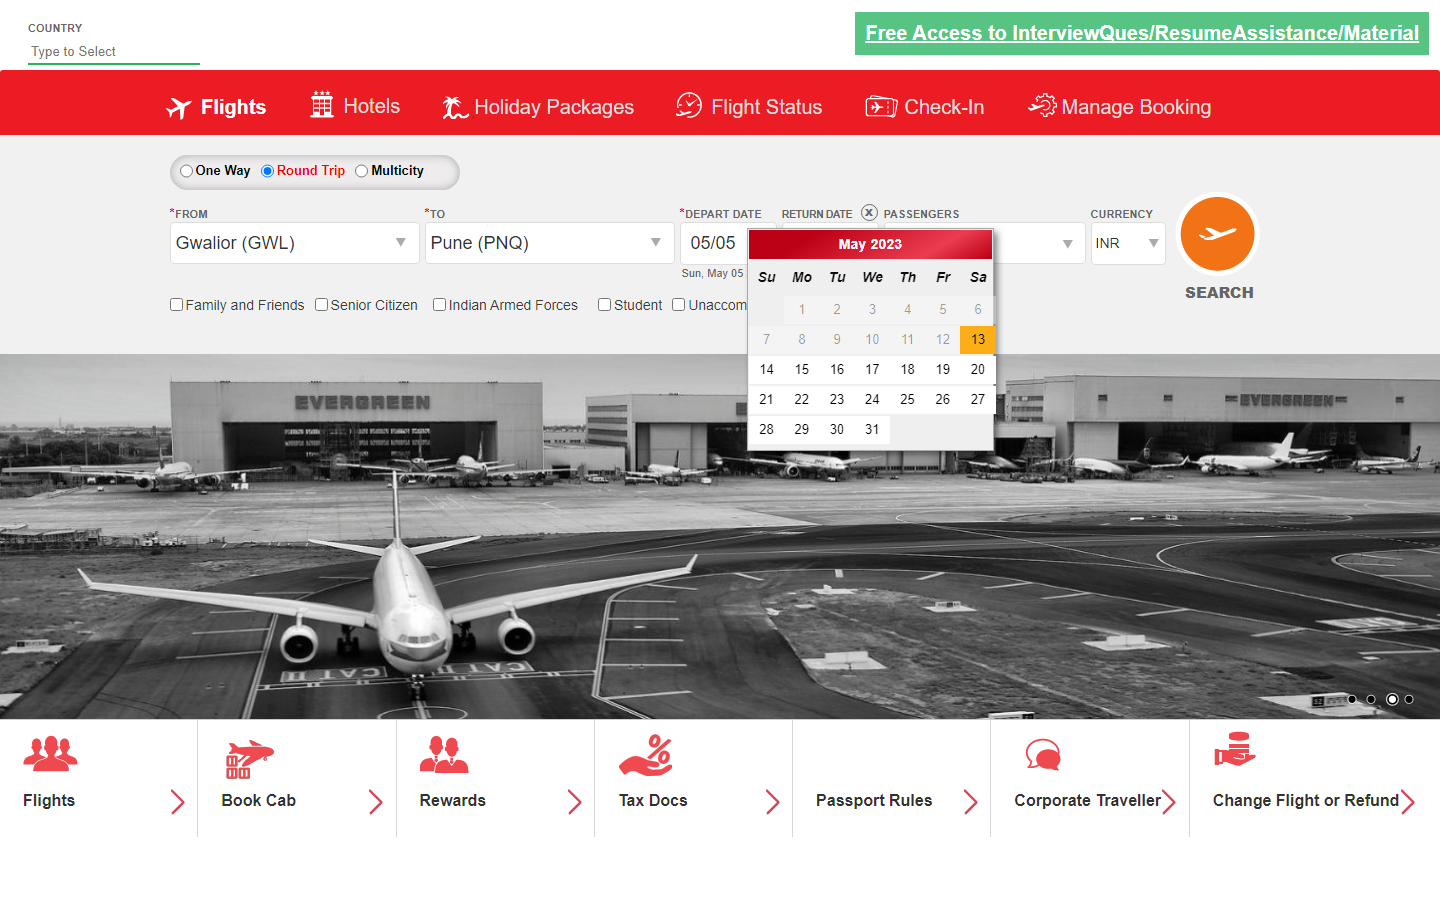 COUNTRY
Type to Select
Free Access to InterviewQues/ResumeAssistance/Material
Flights
Hotels
Holiday Packages
Flight Status
Check-In
Manage Booking
One Way
Round Trip
Multicity
*FROM
*TO
*DEPART DATE
RETURN DATE
X
PASSENGERS
CURRENCY
Gwalior (GWL)
Pune (PNQ)
05/05
INR
SEARCH
Sun, May 05
Family and Friends
Senior Citizen
Indian Armed Forces
Student
Unaccom
May 2023
Su Mo Tu We Th Fr Sa
1 2 3 4 5 6
7 8 9 10 11 12 13
14 15 16 17 18 19 20
21 22 23 24 25 26 27
28 29 30 31
EVERGREEN
EVERGREEN
CAT III
CAT III
Flights
Book Cab
Rewards
Tax Docs
Passport Rules
Corporate Traveller
Change Flight or Refund